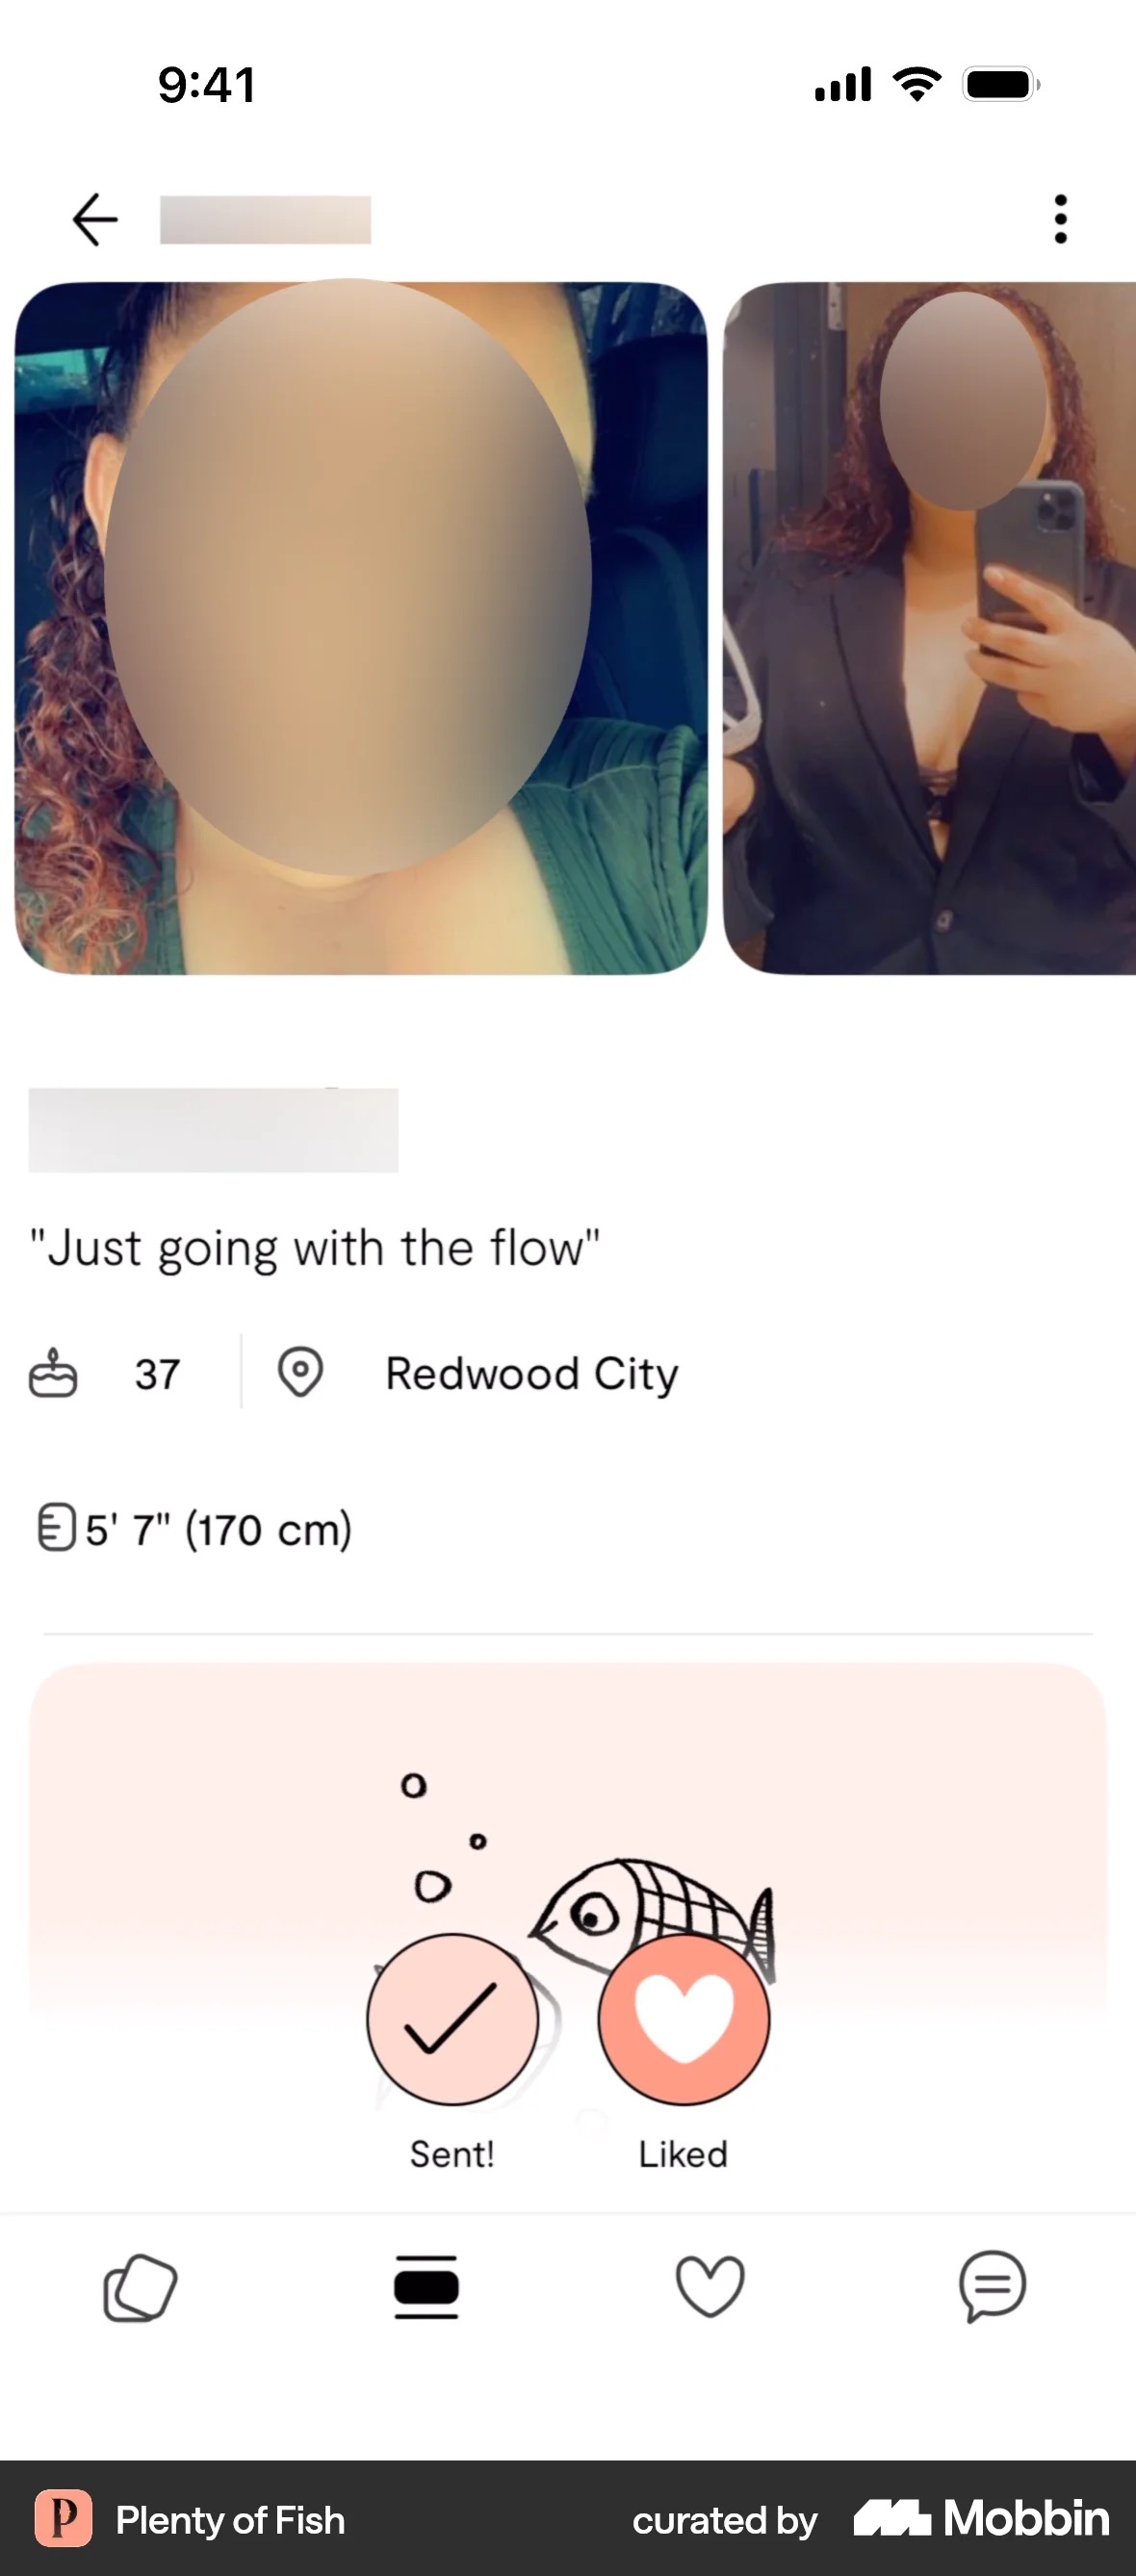 9:41
"Just going with the flow"
37
Redwood City
5' 7" (170 cm)
Sent!
Liked
P Plenty of Fish
curated by Mobbin